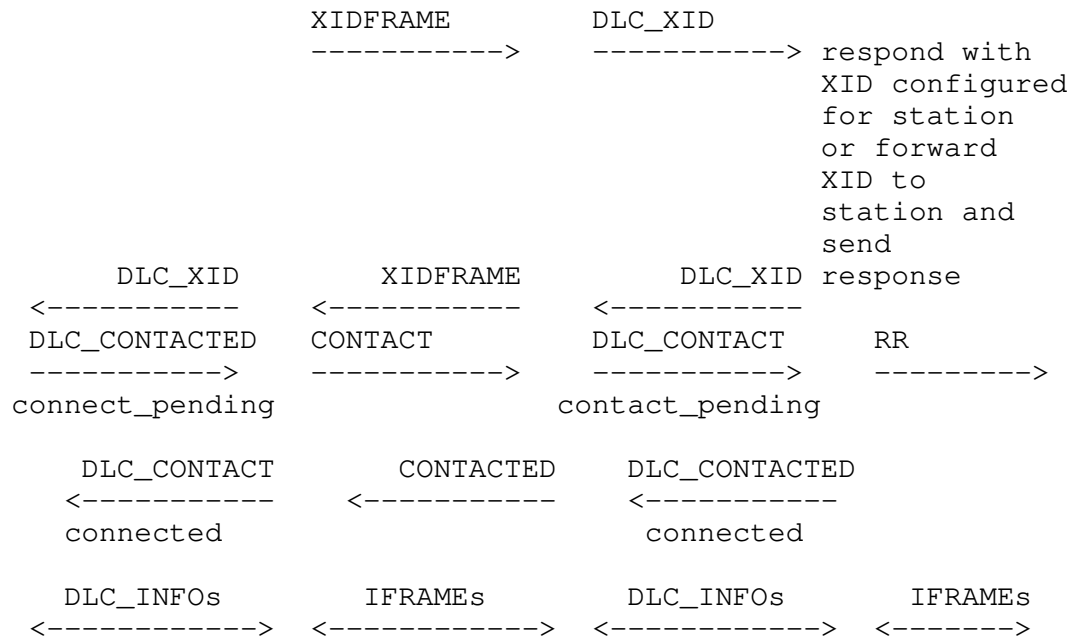 XIDFRAME DLC_XID
-----------> -----------> respond with
XID configured
for station
or forward
XID to
station and
send
DLC_XID XIDFRAME DLC_XID response
<----------- <----------- <-----------
DLC_CONTACTED CONTACT DLC_CONTACT RR
-----------> -----------> -----------> --------->
connect_pending contact_pending
DLC_CONTACT CONTACTED DLC_CONTACTED
<----------- <----------- <-----------
connected connected
DLC_INFOs IFRAMEs DLC_INFOs IFRAMEs
<------------> <------------> <------------> <------->